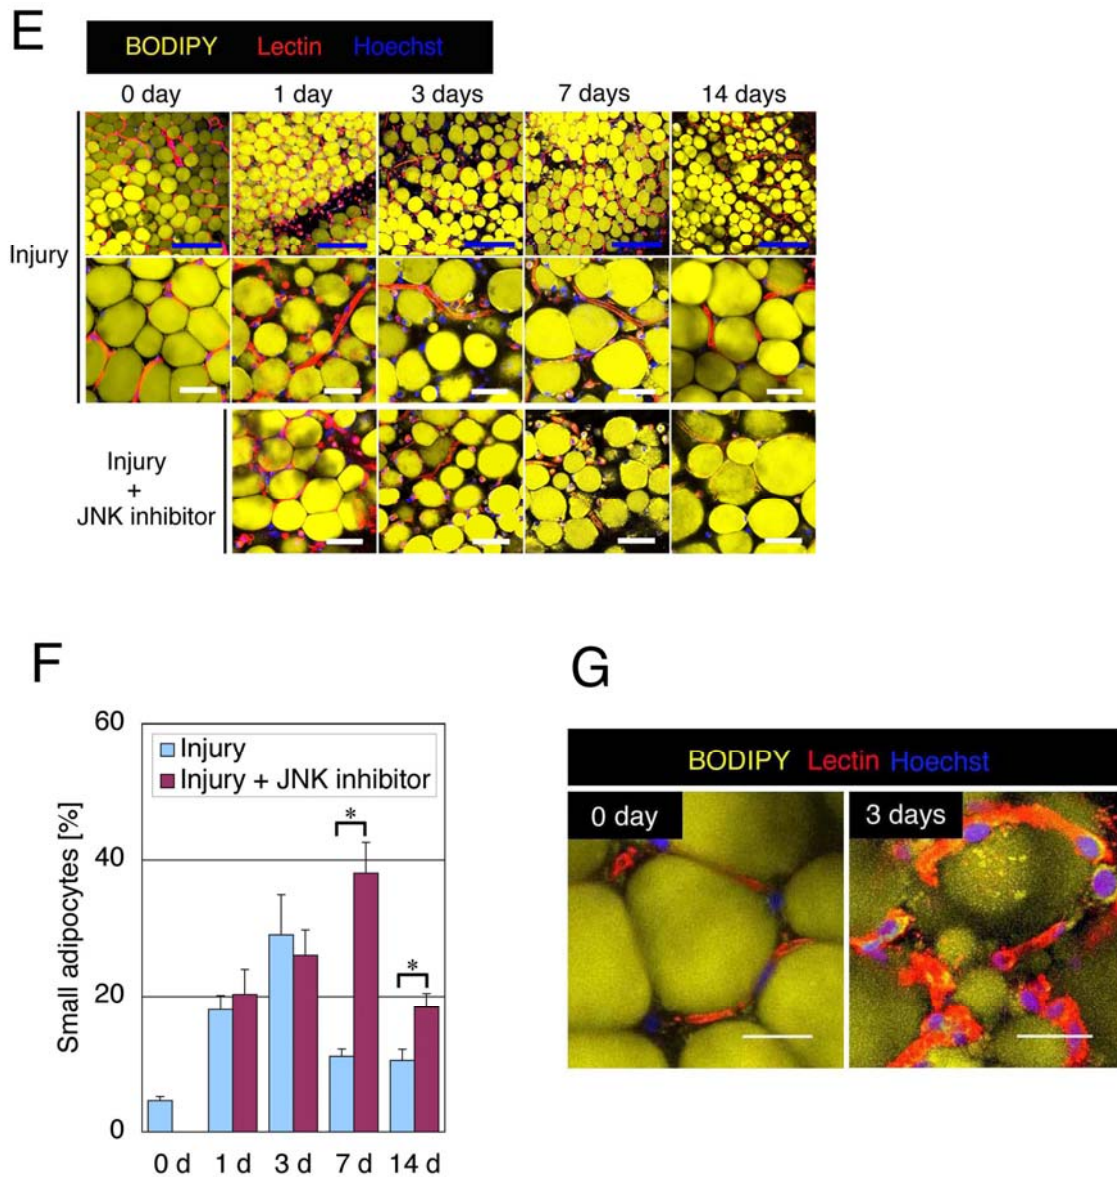 E
BODIPY Lectin Hoechst
0 day 1 day 3 days 7 days 14 days
Injury
Injury
+
JNK inhibitor
F
60
40
20
0
Small adipocytes [%]
Injury
Injury + JNK inhibitor
*
*
0 d 1 d 3 d 7 d 14 d
G
BODIPY Lectin Hoechst
0 day 3 days